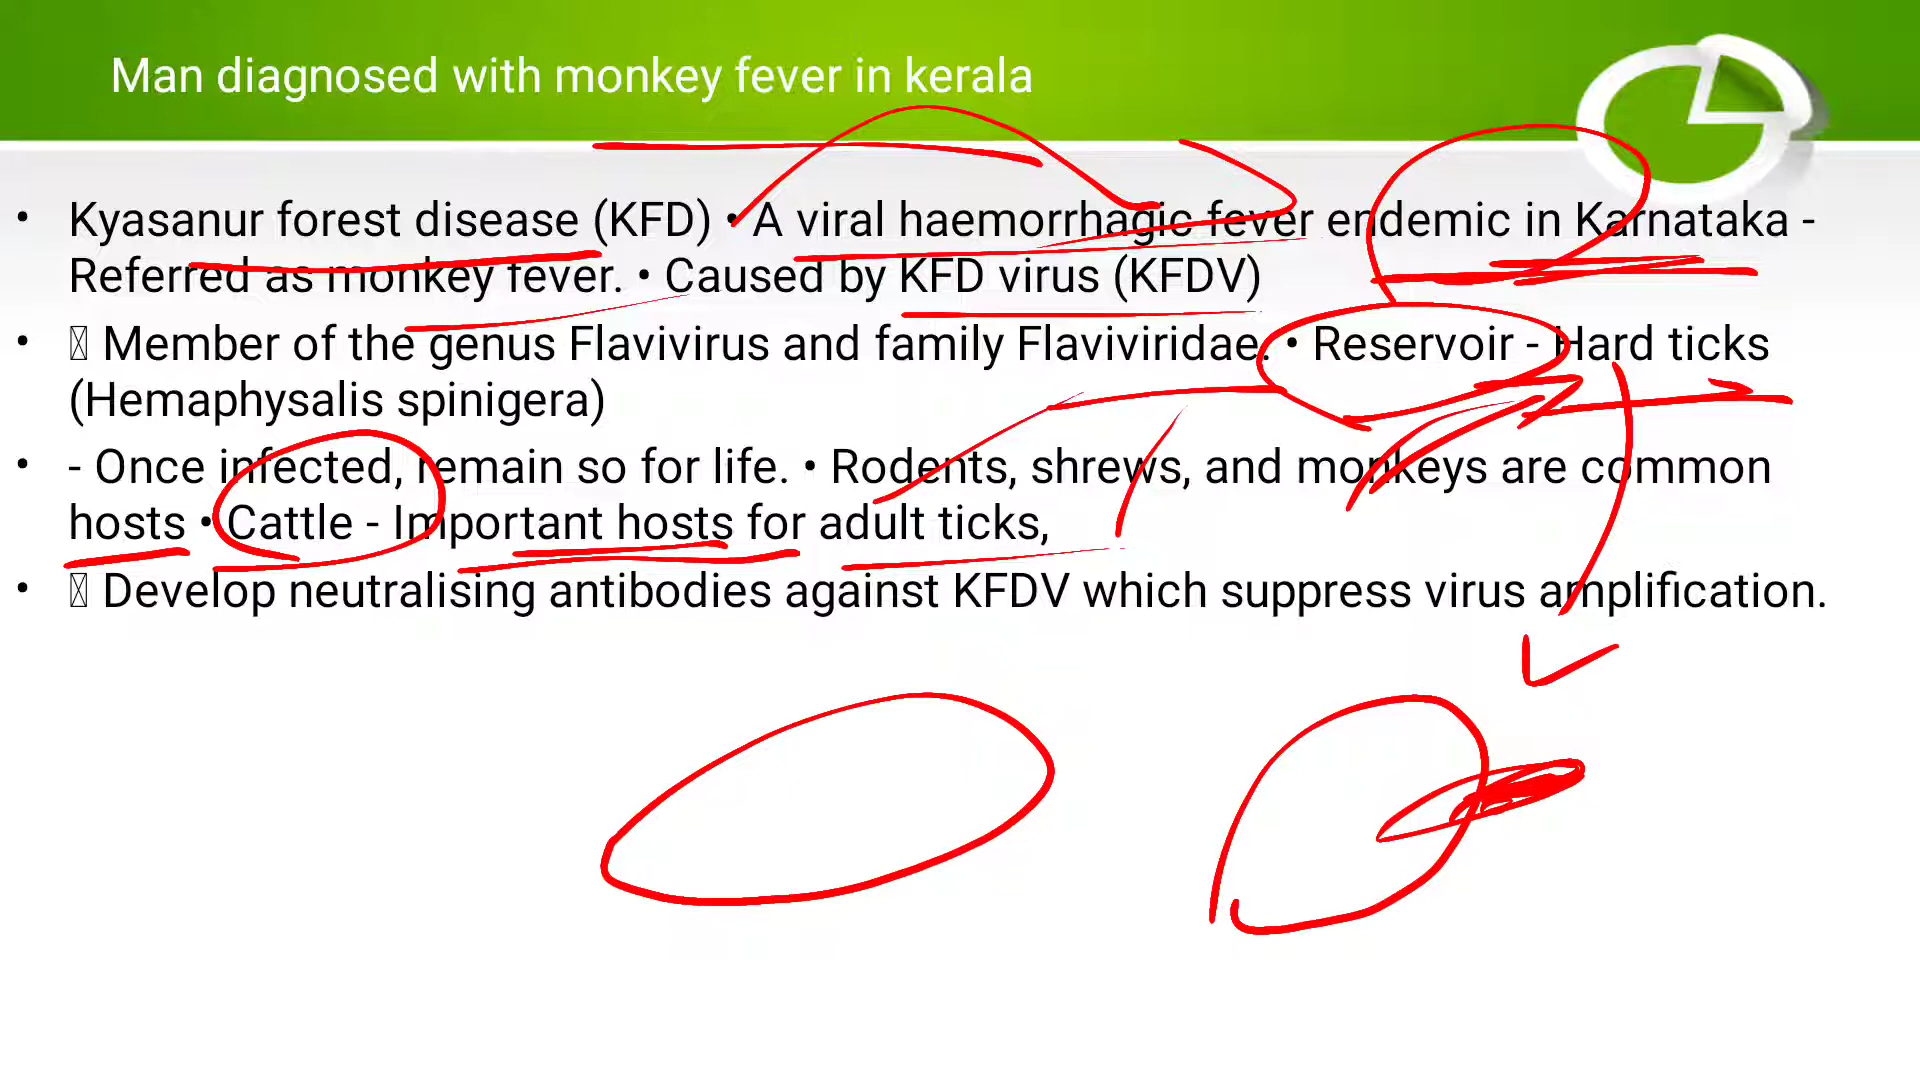 Man diagnosed with monkey fever in kerala
• Kyasanur forest disease (KFD) • A viral haemorrhagic fever endemic in Karnataka -
Referred as monkey fever. • Caused by KFD virus (KFDV)
• Member of the genus Flavivirus and family Flaviviridae. • Reservoir - Hard ticks
(Hemaphysalis spinigera)
• - Once infected, remain so for life. • Rodents, shrews, and monkeys are common
hosts • Cattle - Important hosts for adult ticks,
• Develop neutralising antibodies against KFDV which suppress virus amplification.